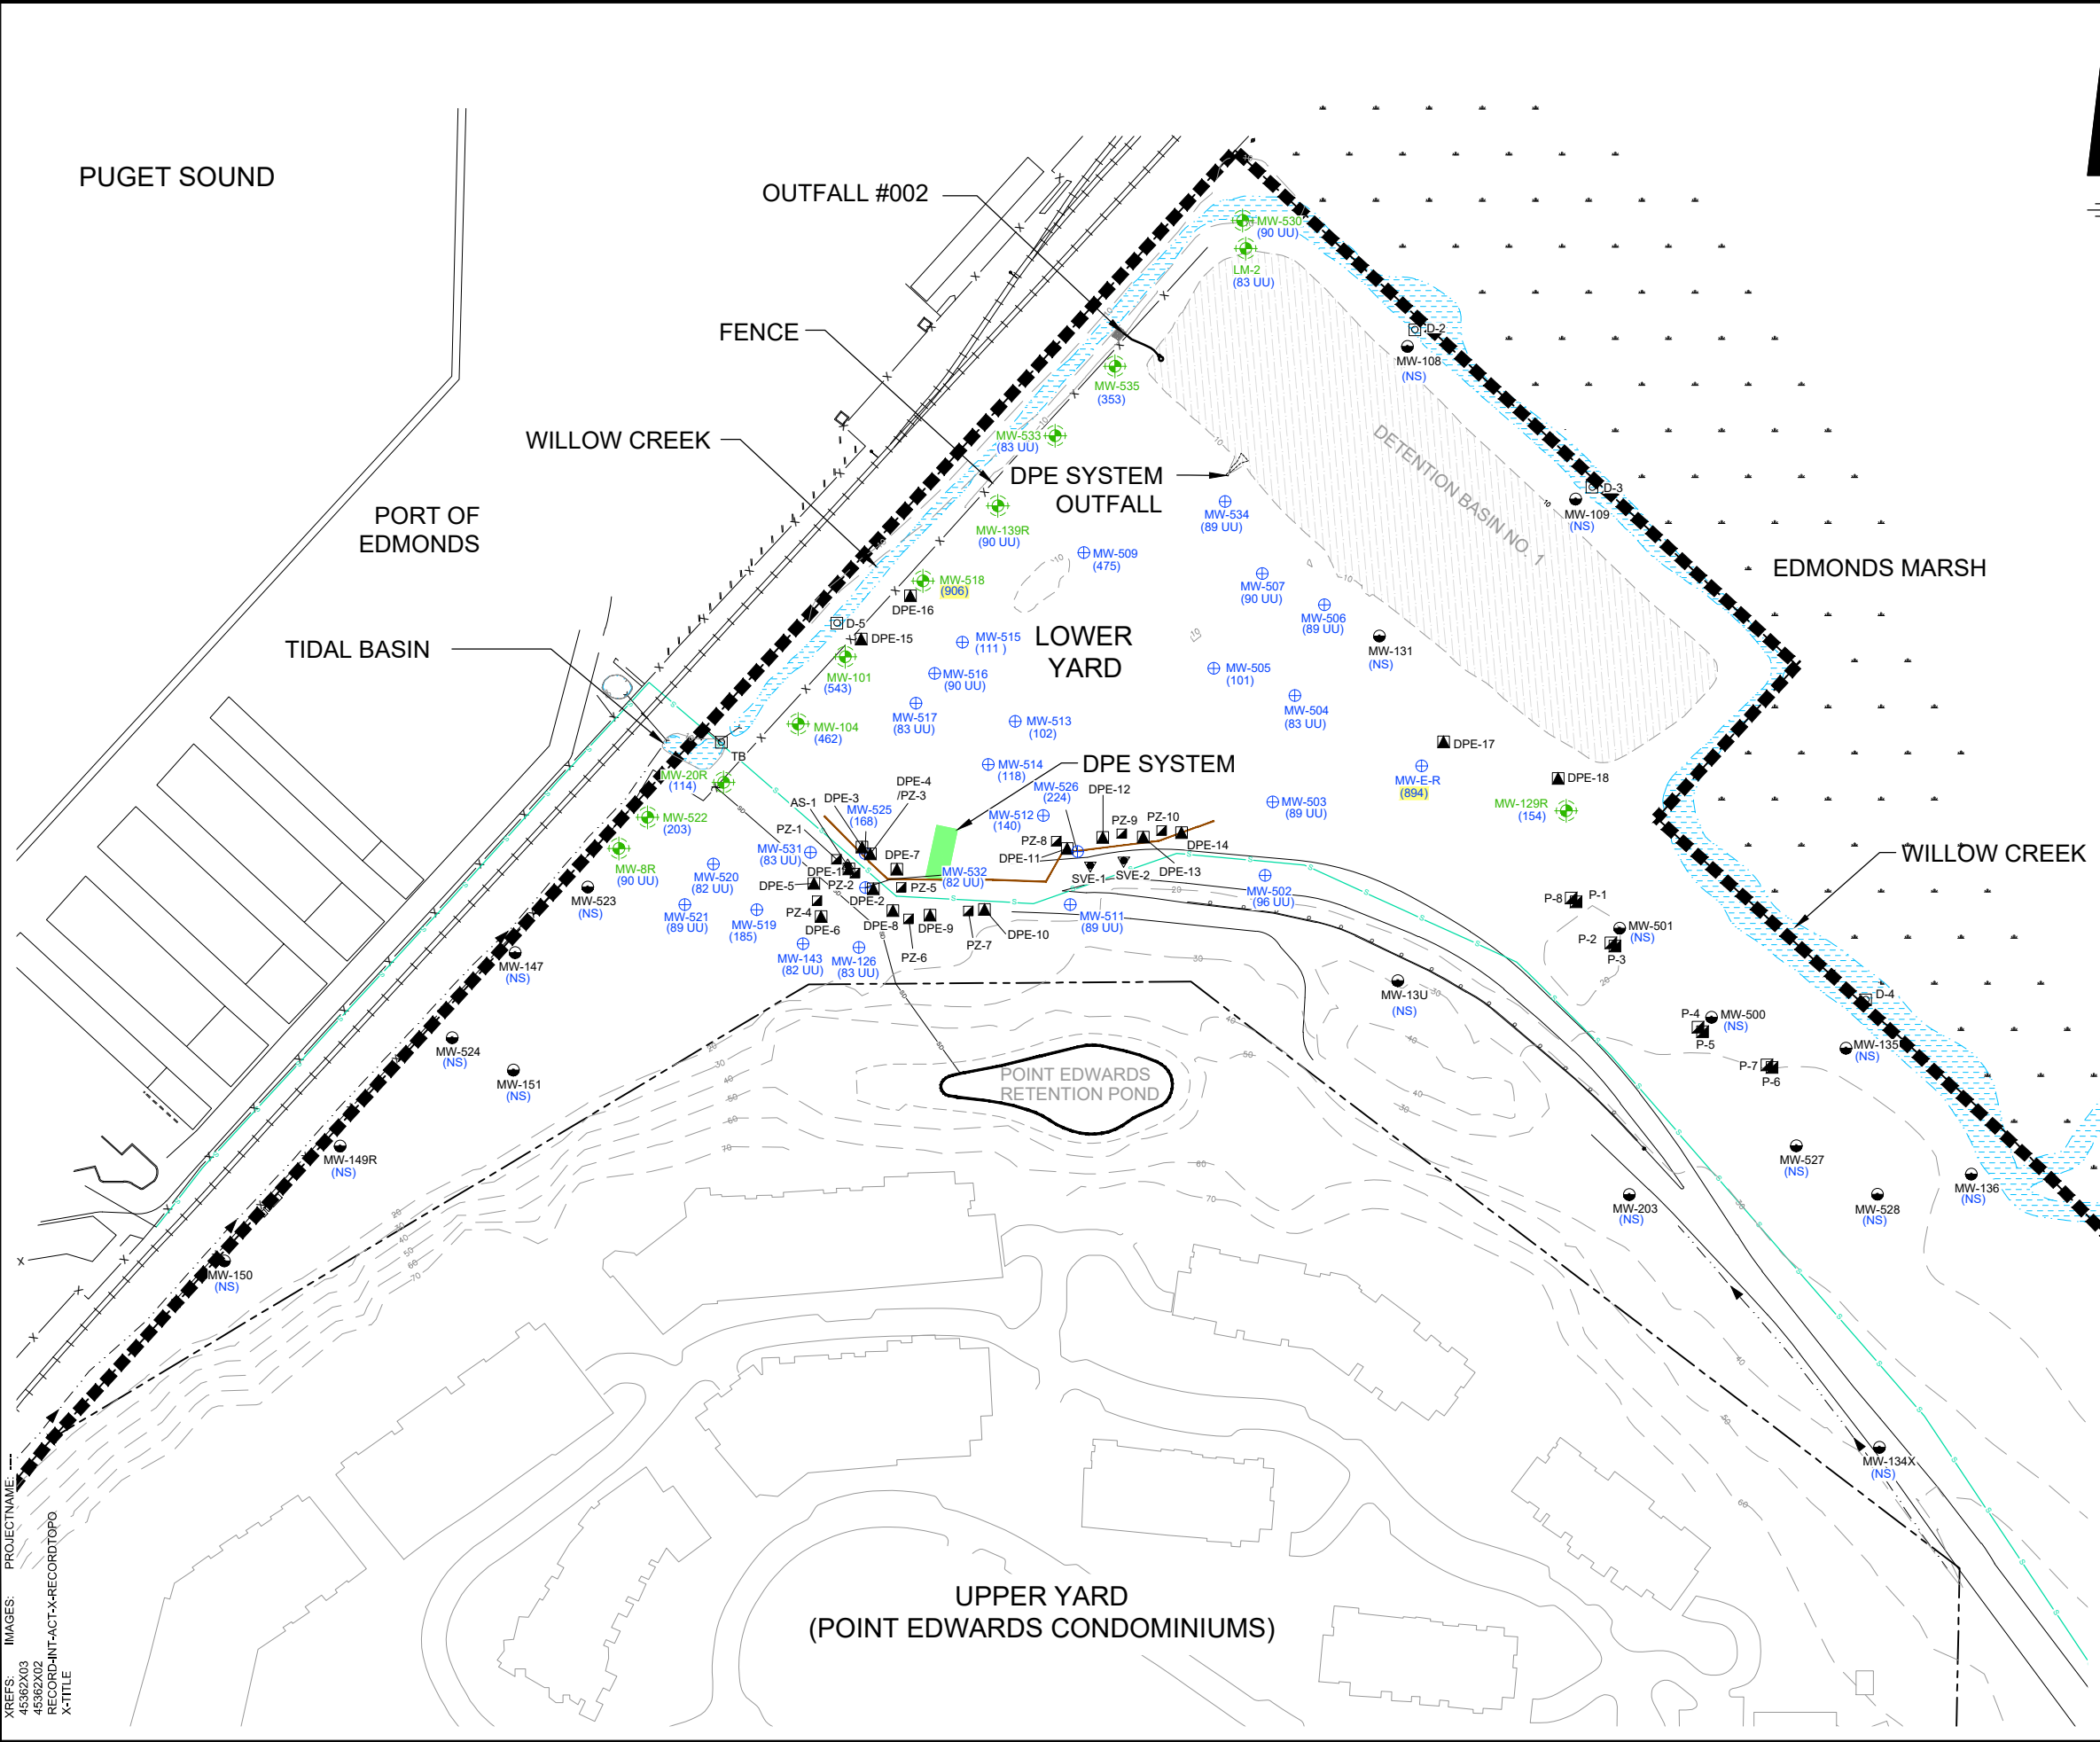 PUGET SOUND
OUTFALL #002
MW-530
(90 UU)
LM-2
(83 UU)
FENCE
D-2
MW-108
(NS)
MW-535
(353)
WILLOW CREEK
MW-533
(83 UU)
DETENTION BASIN NO. 1
DPE SYSTEM
OUTFALL
D-3
MW-109
(NS)
PORT OF
EDMONDS
MW-534
(89 UU)
MW-139R
(90 UU)
MW-509
(475)
EDMONDS MARSH
MW-518
(906)
DPE-16
MW-507
(90 UU)
MW-506
(89 UU)
D-5
DPE-15
TIDAL BASIN
MW-515
(111 )
LOWER
YARD
MW-131
(NS)
MW-101
(543)
MW-516
(90 UU)
MW-505
(101)
MW-517
(83 UU)
MW-504
(83 UU)
MW-104
(462)
MW-513
(102)
DPE-17
TB
MW-20R
(114)
DPE-4
/PZ-3
MW-514
(118)
DPE SYSTEM
MW-E-R
(894)
DPE-18
MW-526
(224)
DPE-12
AS-1
DPE-3
MW-525
(168)
MW-503
(89 UU)
MW-129R
(154)
MW-522
(203)
PZ-1
MW-512
(140)
PZ-9
PZ-10
PZ-8
DPE-14
WILLOW CREEK
MW-531
(83 UU)
DPE-7
DPE-11
MW-8R
(90 UU)
MW-520
(82 UU)
DPE-1
MW-532
(82 UU)
SVE-1
SVE-2
DPE-13
DPE-5
PZ-2
PZ-5
MW-502
(96 UU)
MW-523
(NS)
MW-521
(89 UU)
MW-519
(185)
PZ-4
DPE-6
DPE-2
DPE-8
DPE-9
PZ-6
PZ-7
DPE-10
MW-511
(89 UU)
P-8
P-1
MW-501
(NS)
P-2
P-3
MW-143
(82 UU)
MW-126
(83 UU)
MW-147
(NS)
MW-13U
(NS)
D-4
P-4
MW-500
(NS)
P-5
MW-524
(NS)
MW-135
(NS)
P-7
P-6
MW-151
(NS)
POINT EDWARDS
RETENTION POND
MW-149R
(NS)
MW-527
(NS)
MW-136
(NS)
MW-203
(NS)
MW-528
(NS)
MW-150
(NS)
MW-134X
(NS)
UPPER YARD
(POINT EDWARDS CONDOMINIUMS)
XREFS: IMAGES: PROJECTNAME: ----
45362X03
45362X02
RECORD-INT-ACT-X-RECORDTOPO
X-TITLE